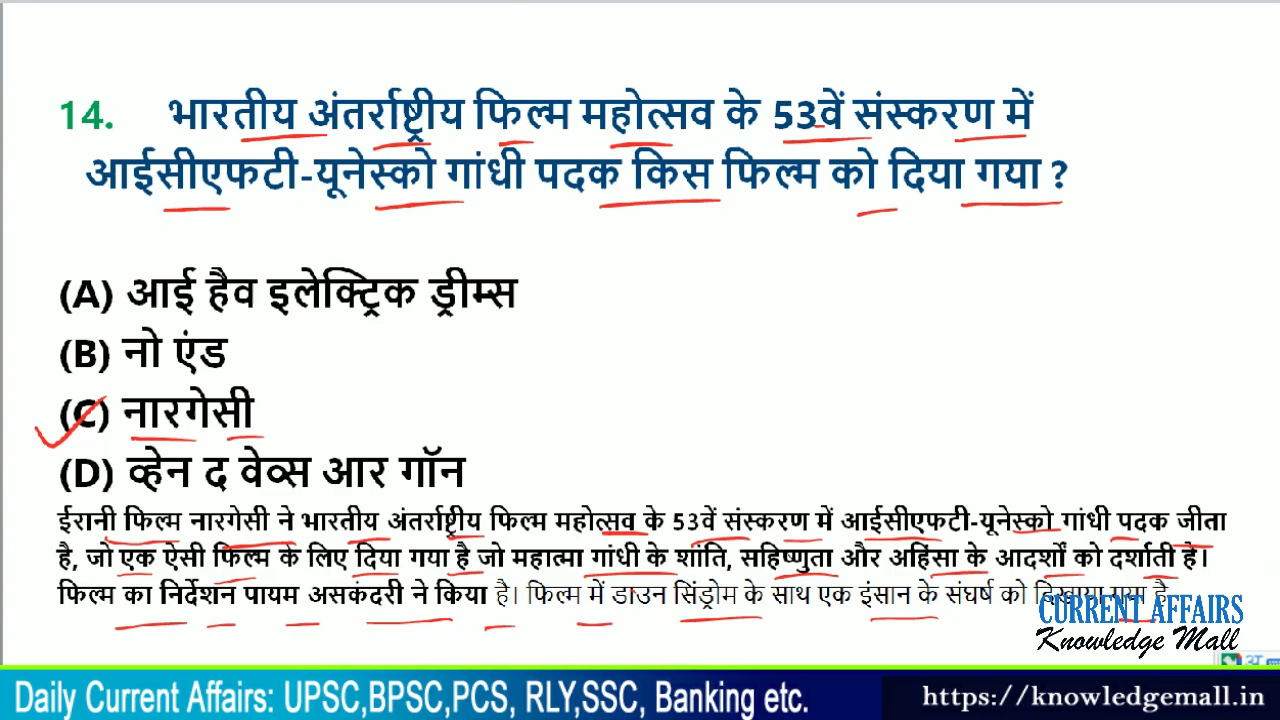 14. भारतीय अंतर्राष्ट्रीय फिल्म महोत्सव के 53वें संस्करण में
आईसीएफटी-यूनेस्को गांधी पदक किस फिल्म को दिया गया ?
(A) आई हैव इलेक्ट्रिक ड्रीम्स
(B) नो एंड
(C) नारगेसी
(D) व्हेन द वेव्स आर गॉन
ईरानी फिल्म नारगेसी ने भारतीय अंतर्राष्ट्रीय फिल्म महोत्सव के 53वें संस्करण में आईसीएफटी-यूनेस्को गांधी पदक जीता
है, जो एक ऐसी फिल्म के लिए दिया गया है जो महात्मा गांधी के शांति, सहिष्णुता और अहिंसा के आदर्शों को दर्शाती है।
फिल्म का निर्देशन पायम असकंदरी ने किया है। फिल्म में डाउन सिंड्रोम के साथ एक इंसान के संघर्ष को दिखाया गया है
CURRENT AFFAIRS
Knowledge Mall
Daily Current Affairs: UPSC,BPSC,PCS, RLY,SSC, Banking etc.
https://knowledgemall.in